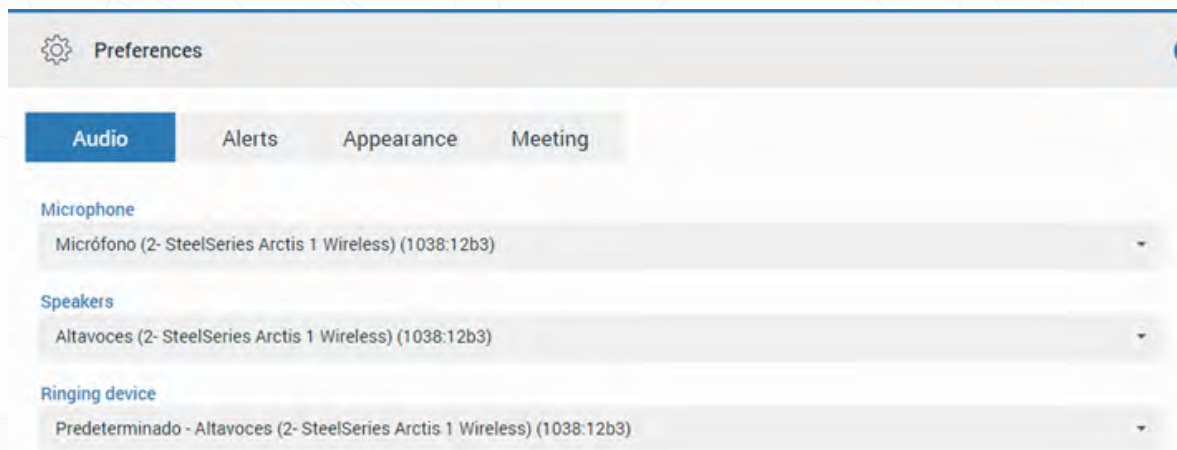 Preferences
Audio Alerts Appearance Meeting
Microphone
Micrófono (2- SteelSeries Arctis 1 Wireless) (1038:12b3)
Speakers
Altavoces (2- SteelSeries Arctis 1 Wireless) (1038:12b3)
Ringing device
Predeterminado - Altavoces (2- SteelSeries Arctis 1 Wireless) (1038:12b3)